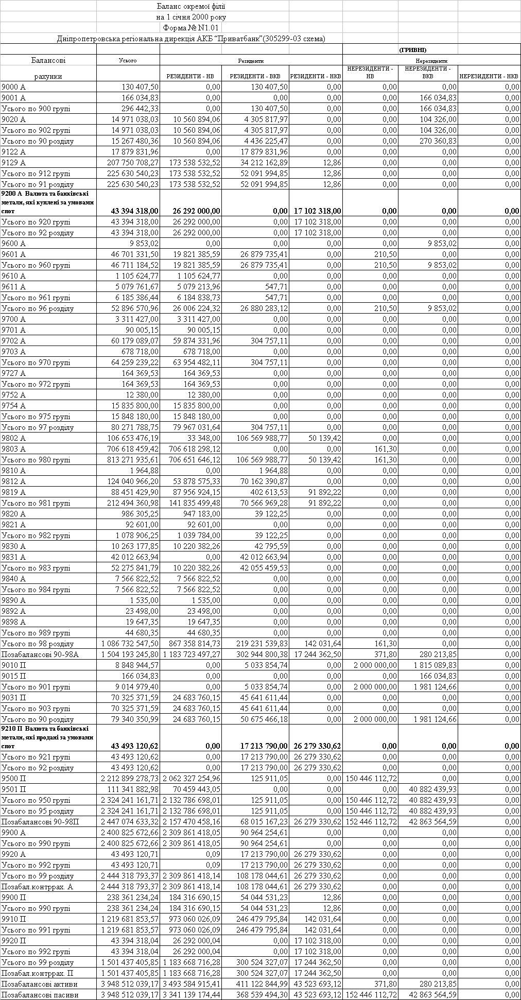 Баланс окремої філії
на 1 січня 2000 року
Форма № N1.01
Дніпропетровська регіональна дирекція АКБ “Приватбанк”(305299-03 схема)
(ГРИВНІ)
Балансові Усього Резиденти Нерезиденти
рахунки РЕЗИДЕНТИ - НВ РЕЗИДЕНТИ - ВКВ РЕЗИДЕНТИ - НКВ НЕРЕЗИДЕНТИ - НВ НЕРЕЗИДЕНТИ - ВКВ НЕРЕЗИДЕНТИ - НКВ
9000 А 130 407,50 0,00 130 407,50 0,00 0,00 0,00 0,00
9001 А 166 034,83 0,00 0,00 0,00 0,00 166 034,83 0,00
Усього по 900 групі 296 442,33 0,00 130 407,50 0,00 0,00 166 034,83 0,00
9020 А 14 971 038,03 10 560 894,06 4 305 817,97 0,00 0,00 104 326,00 0,00
Усього по 902 групі 14 971 038,03 10 560 894,06 4 305 817,97 0,00 0,00 104 326,00 0,00
Усього по 90 розділу 15 267 480,36 10 560 894,06 4 436 225,47 0,00 0,00 270 360,83 0,00
9122 А 17 879 831,96 0,00 17 879 831,96 0,00 0,00 0,00 0,00
9129 А 207 750 708,27 173 538 532,52 34 212 162,89 12,86 0,00 0,00 0,00
Усього по 912 групі 225 630 540,23 173 538 532,52 52 091 994,85 12,86 0,00 0,00 0,00
Усього по 91 розділу 225 630 540,23 173 538 532,52 52 091 994,85 12,86 0,00 0,00 0,00
9200 А Валюта та банківські
метали, які куплені за умовами
спот 43 394 318,00 26 292 000,00 0,00 17 102 318,00 0,00 0,00 0,00
Усього по 920 групі 43 394 318,00 26 292 000,00 0,00 17 102 318,00 0,00 0,00 0,00
Усього по 92 розділу 43 394 318,00 26 292 000,00 0,00 17 102 318,00 0,00 0,00 0,00
9600 А 9 853,02 0,00 0,00 0,00 0,00 9 853,02 0,00
9601 А 46 701 331,50 19 821 385,59 26 879 735,41 0,00 210,50 0,00 0,00
Усього по 960 групі 46 711 184,52 19 821 385,59 26 879 735,41 0,00 210,50 9 853,02 0,00
9610 А 1 105 624,77 1 105 624,77 0,00 0,00 0,00 0,00 0,00
9611 А 5 079 761,67 5 079 213,96 547,71 0,00 0,00 0,00 0,00
Усього по 961 групі 6 185 386,44 6 184 838,73 547,71 0,00 0,00 0,00 0,00
Усього по 96 розділу 52 896 570,96 26 006 224,32 26 880 283,12 0,00 210,50 9 853,02 0,00
9700 А 3 311 427,00 3 311 427,00 0,00 0,00 0,00 0,00 0,00
9701 А 90 005,15 90 005,15 0,00 0,00 0,00 0,00 0,00
9702 А 60 179 089,07 59 874 331,96 304 757,11 0,00 0,00 0,00 0,00
9703 А 678 718,00 678 718,00 0,00 0,00 0,00 0,00 0,00
Усього по 970 групі 64 259 239,22 63 954 482,11 304 757,11 0,00 0,00 0,00 0,00
9727 А 164 369,53 164 369,53 0,00 0,00 0,00 0,00 0,00
Усього по 972 групі 164 369,53 164 369,53 0,00 0,00 0,00 0,00 0,00
9752 А 12 380,00 12 380,00 0,00 0,00 0,00 0,00 0,00
9754 А 15 835 800,00 15 835 800,00 0,00 0,00 0,00 0,00 0,00
Усього по 975 групі 15 848 180,00 15 848 180,00 0,00 0,00 0,00 0,00 0,00
Усього по 97 розділу 80 271 788,75 79 967 031,64 304 757,11 0,00 0,00 0,00 0,00
9802 А 106 653 476,19 33 348,00 106 569 988,77 50 139,42 0,00 0,00 0,00
9803 А 706 618 459,42 706 618 298,12 0,00 0,00 161,30 0,00 0,00
Усього по 980 групі 813 271 935,61 706 651 646,12 106 569 988,77 50 139,42 161,30 0,00 0,00
9810 А 1 964,88 0,00 1 964,88 0,00 0,00 0,00 0,00
9812 А 124 040 966,20 53 878 575,33 70 162 390,87 0,00 0,00 0,00 0,00
9819 А 88 451 429,90 87 956 924,15 402 613,53 91 892,22 0,00 0,00 0,00
Усього по 981 групі 212 494 360,98 141 835 499,48 70 566 969,28 91 892,22 0,00 0,00 0,00
9820 А 986 305,25 947 183,00 39 122,25 0,00 0,00 0,00 0,00
9821 А 92 601,00 92 601,00 0,00 0,00 0,00 0,00 0,00
Усього по 982 групі 1 078 906,25 1 039 784,00 39 122,25 0,00 0,00 0,00 0,00
9830 А 10 263 177,85 10 220 382,26 42 795,59 0,00 0,00 0,00 0,00
9831 А 42 012 663,94 0,00 42 012 663,94 0,00 0,00 0,00 0,00
Усього по 983 групі 52 275 841,79 10 220 382,26 42 055 459,53 0,00 0,00 0,00 0,00
9840 А 7 566 822,52 7 566 822,52 0,00 0,00 0,00 0,00 0,00
Усього по 984 групі 7 566 822,52 7 566 822,52 0,00 0,00 0,00 0,00 0,00
9890 А 1 535,00 1 535,00 0,00 0,00 0,00 0,00 0,00
9892 А 23 498,00 23 498,00 0,00 0,00 0,00 0,00 0,00
9898 А 19 647,35 19 647,35 0,00 0,00 0,00 0,00 0,00
Усього по 989 групі 44 680,35 44 680,35 0,00 0,00 0,00 0,00 0,00
Усього по 98 розділу 1 086 732 547,50 867 358 814,73 219 231 539,83 142 031,64 161,30 0,00 0,00
Позабалансові 90-98А 1 504 193 245,80 1 183 723 497,27 302 944 800,38 17 244 362,50 371,80 280 213,85 0,00
9010 П 8 848 944,57 0,00 5 033 854,74 0,00 2 000 000,00 1 815 089,83 0,00
9015 П 166 034,83 0,00 0,00 0,00 0,00 166 034,83 0,00
Усього по 901 групі 9 014 979,40 0,00 5 033 854,74 0,00 2 000 000,00 1 981 124,66 0,00
9031 П 70 325 371,59 24 683 760,15 45 641 611,44 0,00 0,00 0,00 0,00
Усього по 903 групі 70 325 371,59 24 683 760,15 45 641 611,44 0,00 0,00 0,00 0,00
Усього по 90 розділу 79 340 350,99 24 683 760,15 50 675 466,18 0,00 2 000 000,00 1 981 124,66 0,00
9210 П Валюта та банківські
метали, які продані за умовами
спот 43 493 120,62 0,00 17 213 790,00 26 279 330,62 0,00 0,00 0,00
Усього по 921 групі 43 493 120,62 0,00 17 213 790,00 26 279 330,62 0,00 0,00 0,00
Усього по 92 розділу 43 493 120,62 0,00 17 213 790,00 26 279 330,62 0,00 0,00 0,00
9500 П 2 212 899 278,73 2 062 327 254,96 125 911,05 0,00 150 446 112,72 0,00 0,00
9501 П 111 341 882,98 70 459 443,05 0,00 0,00 0,00 40 882 439,93 0,00
Усього по 950 групі 2 324 241 161,71 2 132 786 698,01 125 911,05 0,00 150 446 112,72 40 882 439,93 0,00
Усього по 95 розділу 2 324 241 161,71 2 132 786 698,01 125 911,05 0,00 150 446 112,72 40 882 439,93 0,00
Позабалансові 90-98П 2 447 074 633,32 2 157 470 458,16 68 015 167,23 26 279 330,62 152 446 112,72 42 863 564,59 0,00
9900 А 2 400 825 672,66 2 309 861 418,05 90 964 254,61 0,00 0,00 0,00 0,00
Усього по 990 групі 2 400 825 672,66 2 309 861 418,05 90 964 254,61 0,00 0,00 0,00 0,00
9920 А 43 493 120,71 0,09 17 213 790,00 26 279 330,62 0,00 0,00 0,00
Усього по 992 групі 43 493 120,71 0,09 17 213 790,00 26 279 330,62 0,00 0,00 0,00
Усього по 99 розділу 2 444 318 793,37 2 309 861 418,14 108 178 044,61 26 279 330,62 0,00 0,00 0,00
Позабал.контррах. А 2 444 318 793,37 2 309 861 418,14 108 178 044,61 26 279 330,62 0,00 0,00 0,00
9900 П 238 361 234,24 184 316 690,15 54 044 531,23 12,86 0,00 0,00 0,00
Усього по 990 групі 238 361 234,24 184 316 690,15 54 044 531,23 12,86 0,00 0,00 0,00
9910 П 1 219 681 853,57 973 060 026,09 246 479 795,84 142 031,64 0,00 0,00 0,00
Усього по 991 групі 1 219 681 853,57 973 060 026,09 246 479 795,84 142 031,64 0,00 0,00 0,00
9920 П 43 394 318,04 26 292 000,04 0,00 17 102 318,00 0,00 0,00 0,00
Усього по 992 групі 43 394 318,04 26 292 000,04 0,00 17 102 318,00 0,00 0,00 0,00
Усього по 99 розділу 1 501 437 405,85 1 183 668 716,28 300 524 327,07 17 244 362,50 0,00 0,00 0,00
Позабал.контррах. П 1 501 437 405,85 1 183 668 716,28 300 524 327,07 17 244 362,50 0,00 0,00 0,00
Позабалансові активи 3 948 512 039,17 3 493 584 915,41 411 122 844,99 43 523 693,12 371,80 280 213,85 0,00
Позабалансові пасиви 3 948 512 039,17 3 341 139 174,44 368 539 494,30 43 523 693,12 152 446 112,72 42 863 564,59 0,00